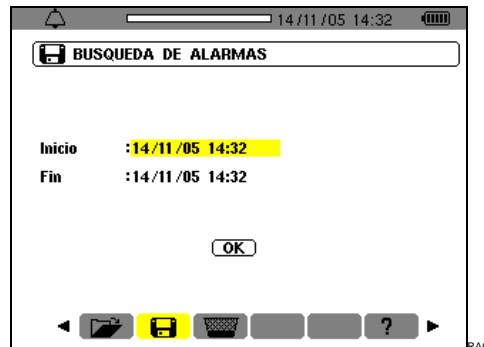 14/11/05 14:32
BUSQUEDA DE ALARMAS
Inicio :14/11/05 14:32
Fin :14/11/05 14:32
OK
?